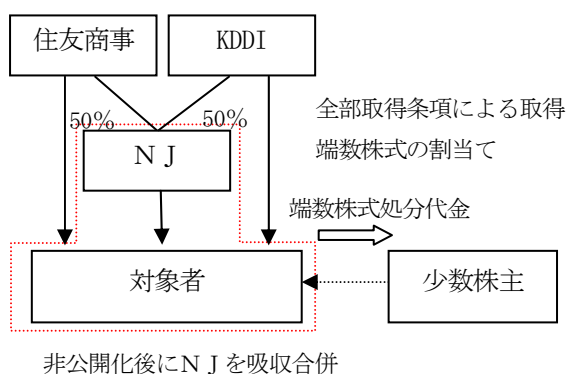 住友商事
KDDI
50%
50%
ＮＪ
全部取得条項による取得
端数株式の割当て
端数株式処分代金
対象者
少数株主
非公開化後にＮＪを吸収合併